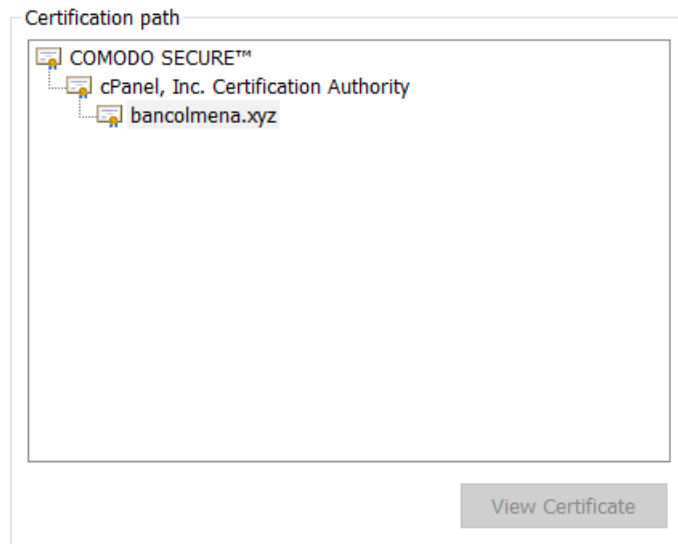 Certification path
COMODO SECURE™
cPanel, Inc. Certification Authority
bancolmena.xyz
View Certificate